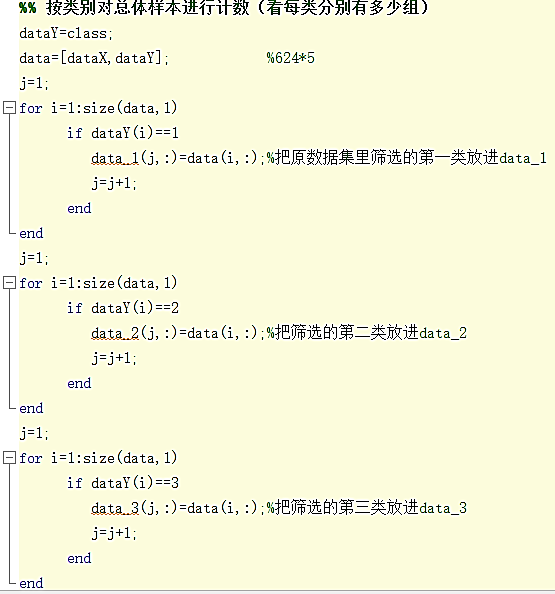 %% 按类别对总体样本进行计数（看每类分别有多少组）
dataY=class;
data=[dataX,dataY]; %624*5
j=1;
for i=1:size(data,1)
if dataY(i)==1
data_1(j,:)=data(i,:);%把原数据集里筛选的第一类放进data_1
j=j+1;
end
end
j=1;
for i=1:size(data,1)
if dataY(i)==2
data_2(j,:)=data(i,:);%把筛选的第二类放进data_2
j=j+1;
end
end
j=1;
for i=1:size(data,1)
if dataY(i)==3
data_3(j,:)=data(i,:);%把筛选的第三类放进data_3
j=j+1;
end
end